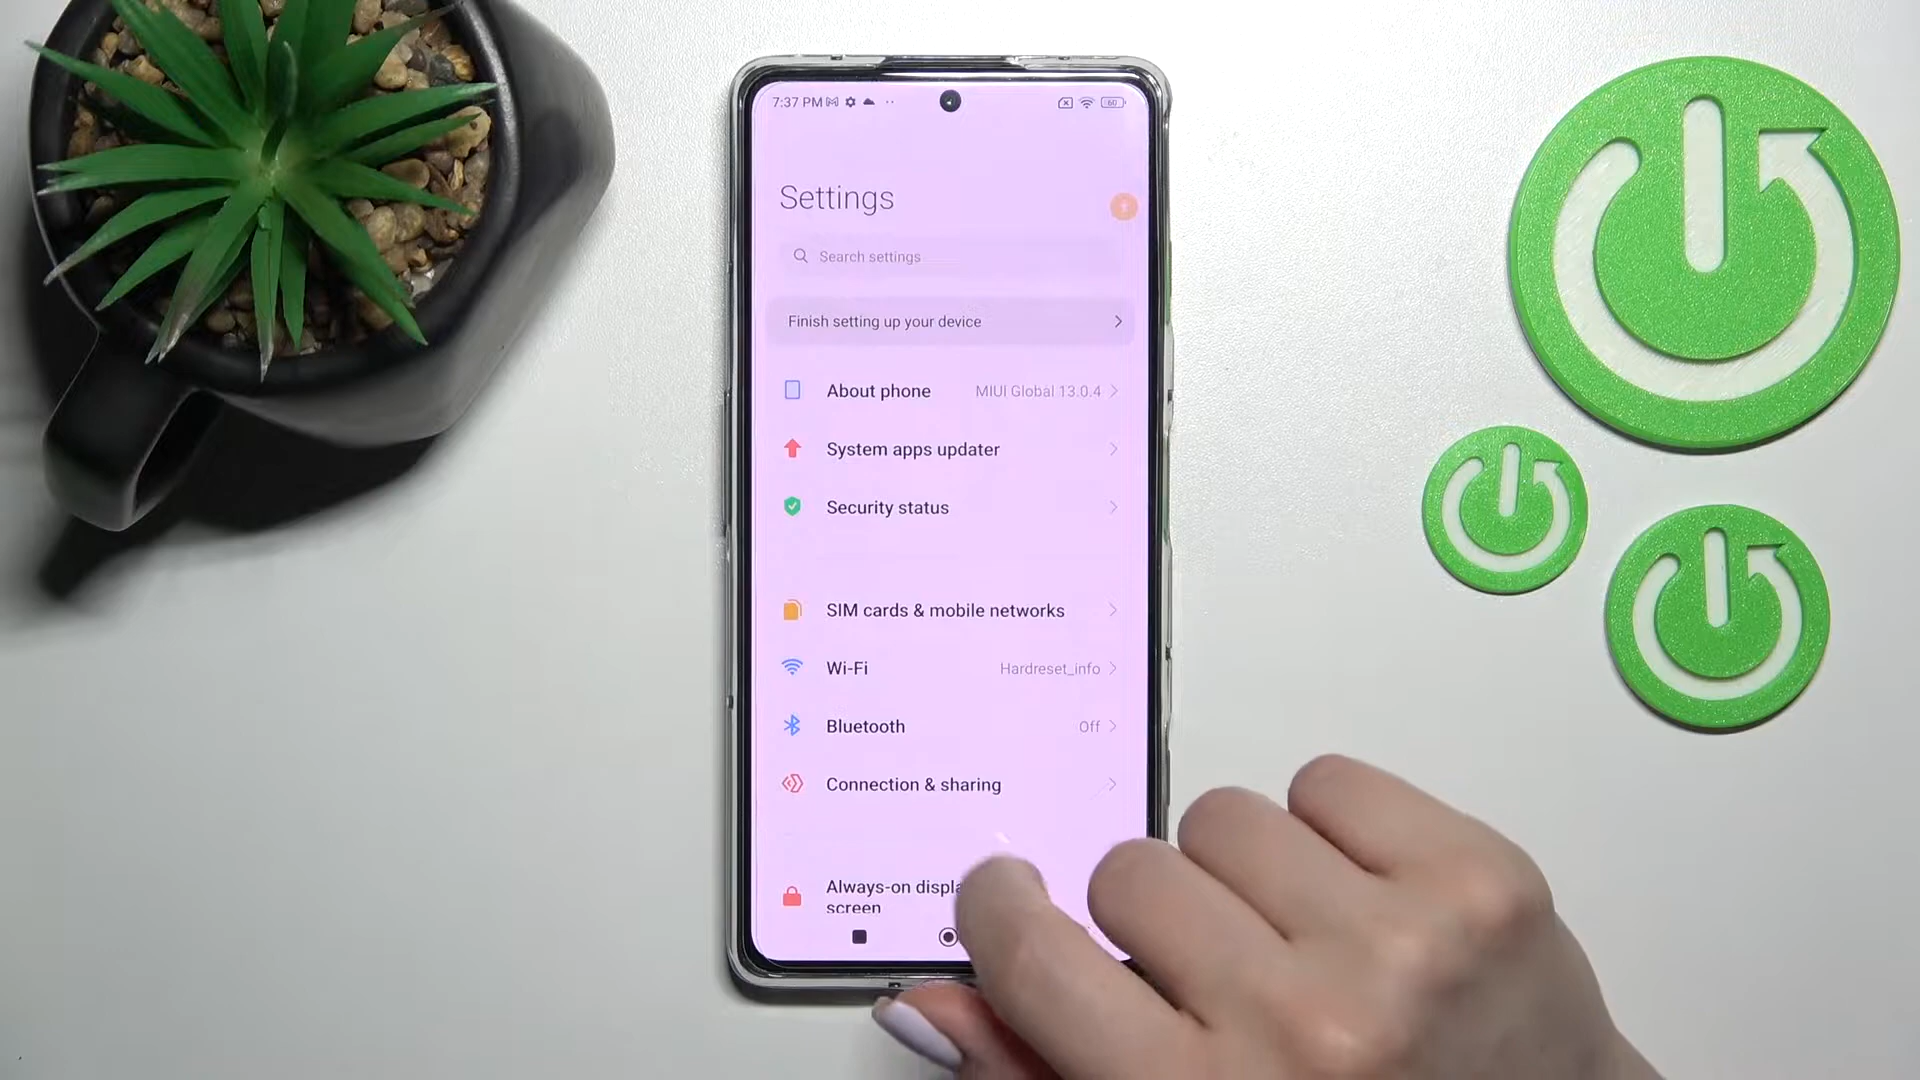 7:37 PM
60
Settings
Search settings
Finish setting up your device
About phone MIUI Global 13.0.4
System apps updater
Security status
SIM cards & mobile networks
Wi-Fi Hardreset_info
Bluetooth Off
Connection & sharing
Always-on displa
screen